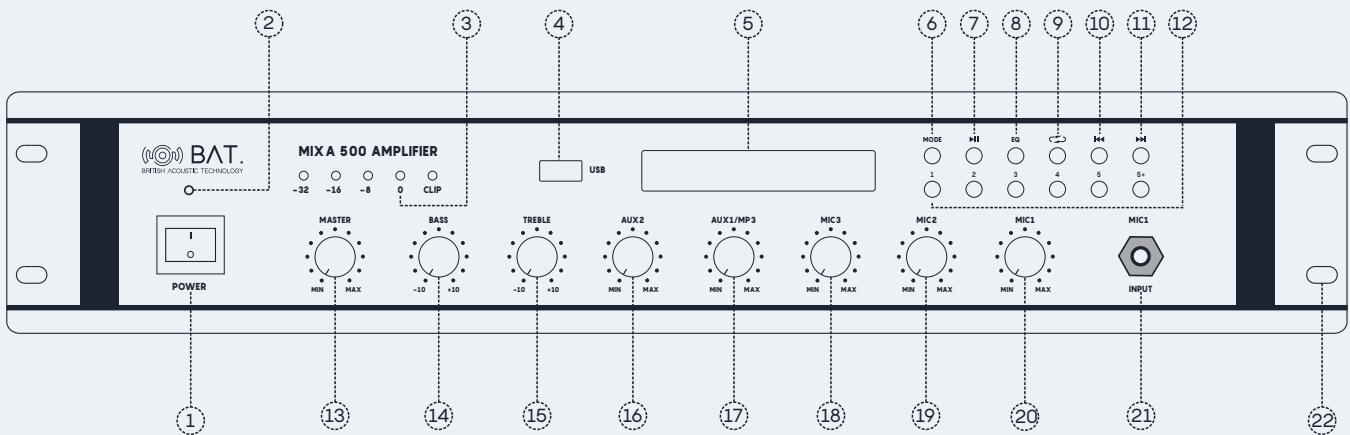 2 3 4 5 6 7 8 9 10 11 12
BAT.
BRITISH ACOUSTIC TECHNOLOGY
MIXA 500 AMPLIFIER
-32 -16 -8 0 CLIP
USB
MODE EQ
1 2 3 4 5 5+
MASTER BASS TREBLE AUX2 AUX1/MP3 MIC3 MIC2 MIC1 MIC1
POWER MIN MAX -10 +10 -10 +10 MIN MAX MIN MAX MIN MAX MIN MAX MIN MAX INPUT
1 13 14 15 16 17 18 19 20 21 22